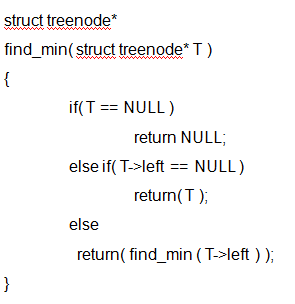 struct treenode*
find_min( struct treenode* T )
{
if( T == NULL )
return NULL;
else if( T->left == NULL )
return( T );
else
return( find_min ( T->left ) );
}